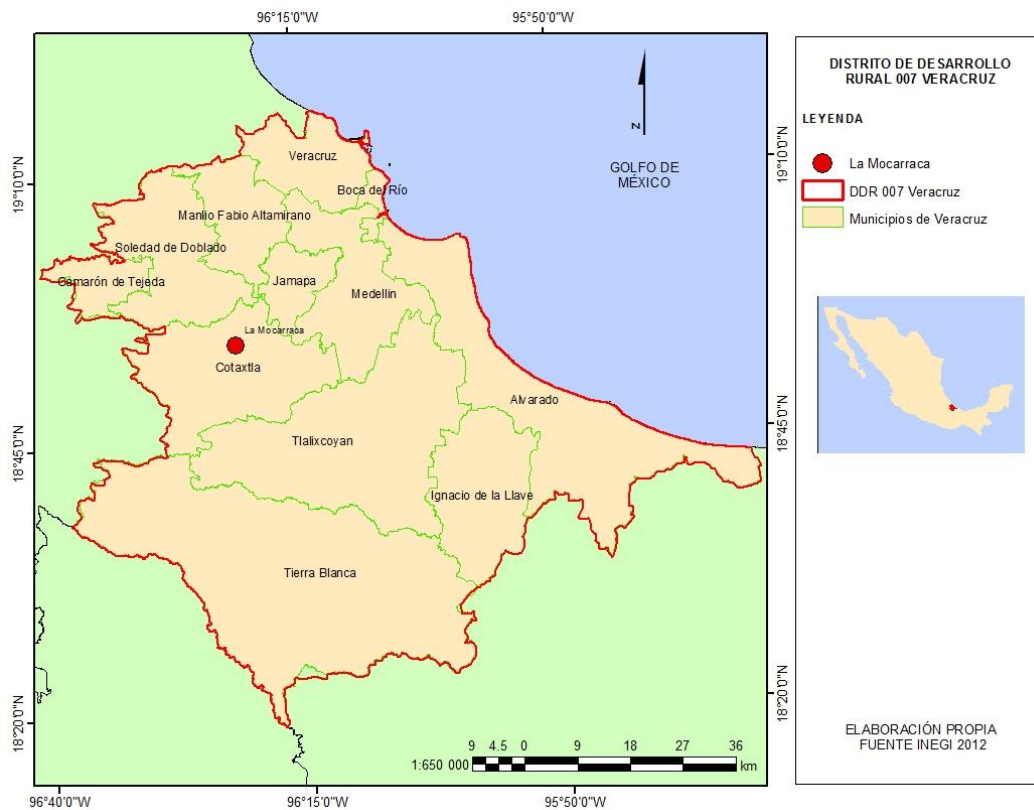 96°15'0"W
95°50'0"W
19°10'0"N
18°45'0"N
18°20'0"N
Veracruz
Boca del Río
Manlio Fabio Altamirano
Soledad de Doblado
Camarón de Tejeda
Jamapa
Medellin
La Mocarraca
Cotaxtla
Alvarado
Tlalixcoyan
Ignacio de la Llave
Tierra Blanca
N
GOLFO DE
MÉXICO
9 4.5 0 9 18 27 36
1:650 000
km
19°10'0"N
18°45'0"N
18°20'0"N
96°40'0"W
96°15'0"W
95°50'0"W
DISTRITO DE DESARROLLO
RURAL 007 VERACRUZ
LEYENDA
La Mocarraca
DDR 007 Veracruz
Municipios de Veracruz
ELABORACIÓN PROPIA
FUENTE INEGI 2012